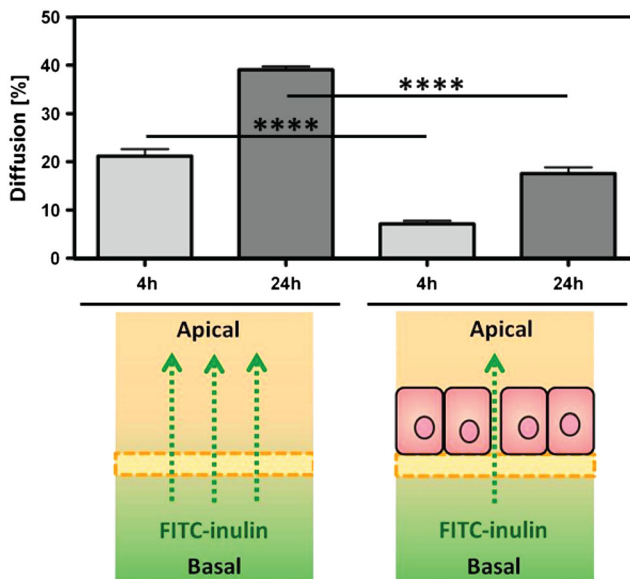 Diffusion [%]
50
40
30
20
10
0
****
****
4h
24h
4h
24h
Apical
FITC-inulin
Basal
Apical
FITC-inulin
Basal